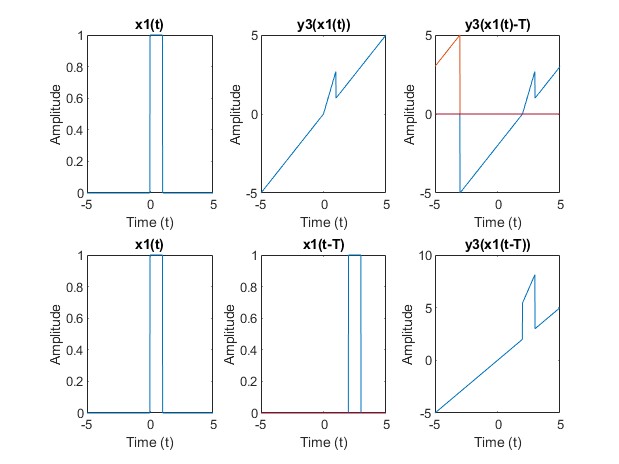 x1(t)
y3(x1(t))
y3(x1(t)-T)
1
0.8
0.6
0.4
0.2
0
-5 0 5
Amplitude
Time (t)
5
0
-5
-5 0 5
Amplitude
Time (t)
5
0
-5
-5 0 5
Amplitude
Time (t)
x1(t)
x1(t-T)
y3(x1(t-T))
1
0.8
0.6
0.4
0.2
0
-5 0 5
Amplitude
Time (t)
1
0.8
0.6
0.4
0.2
0
-5 0 5
Amplitude
Time (t)
10
5
0
-5
-5 0 5
Amplitude
Time (t)